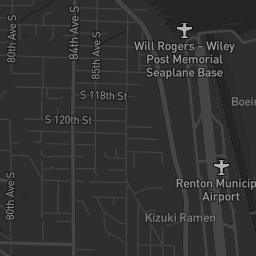 80th Ave S
84th Ave S
85th Ave S
Will Rogers – Wiley
Post Memorial
Seaplane Base
S 118th St
Boein
S 120th St
80th Ave S
Renton Municip
Airport
Kizuki Ramen